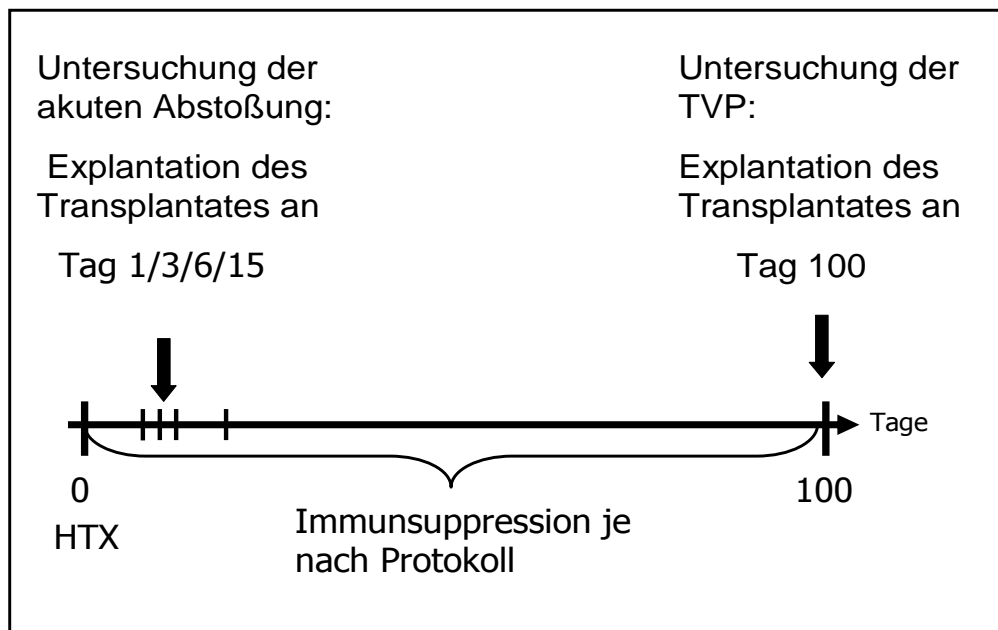 Untersuchung der
akuten Abstoßung:
Explantation des
Transplantates an
Tag 1/3/6/15
Untersuchung der
TVP:
Explantation des
Transplantates an
Tag 100
Tage
0
HTX
100
Immunsuppression je
nach Protokoll